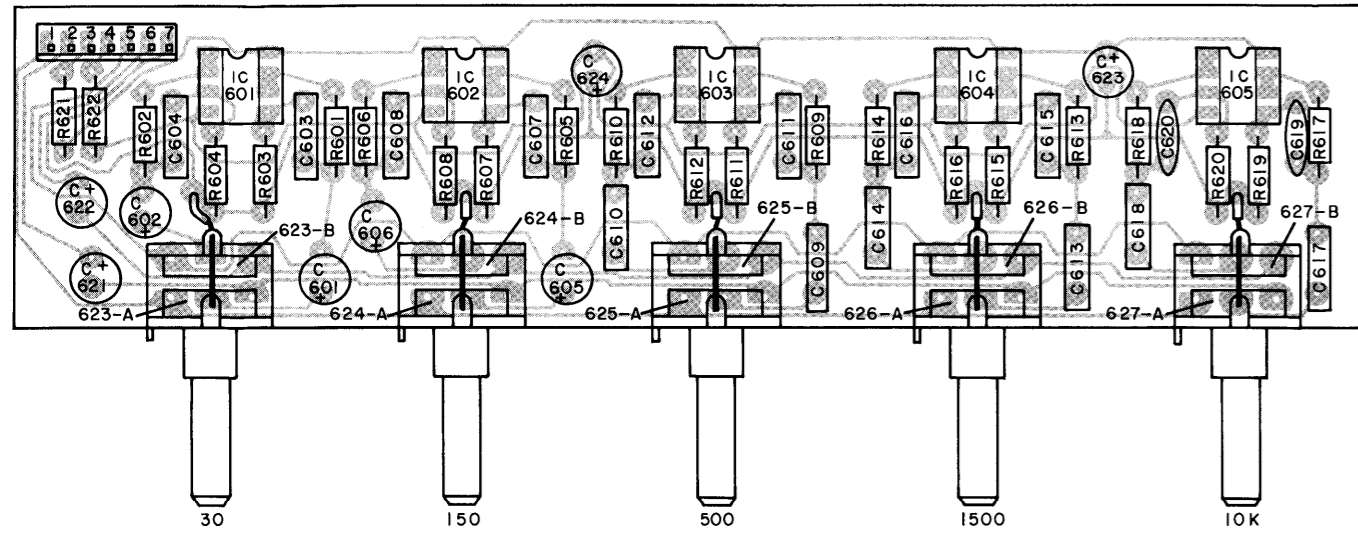 1 2 3 4 5 6 7
R621
R622
R602
C604
IC 601
R604
R603
C603
R601
R606
C608
IC 602
R608
R607
C607
R605
C 624 +
R610
C612
IC 603
R612
R611
C611
R609
R614
C616
IC 604
R616
R615
C615
R613
C+ 623
R618
C620
IC 605
R620
R619
C619
R617
C+ 622
C 602 +
C+ 621
623-B
623-A
C 601 +
C 606 +
624-B
624-A
C 605 +
C610
625-B
625-A
C609
C614
626-B
626-A
C613
C618
627-B
627-A
C617
30
150
500
1500
10K